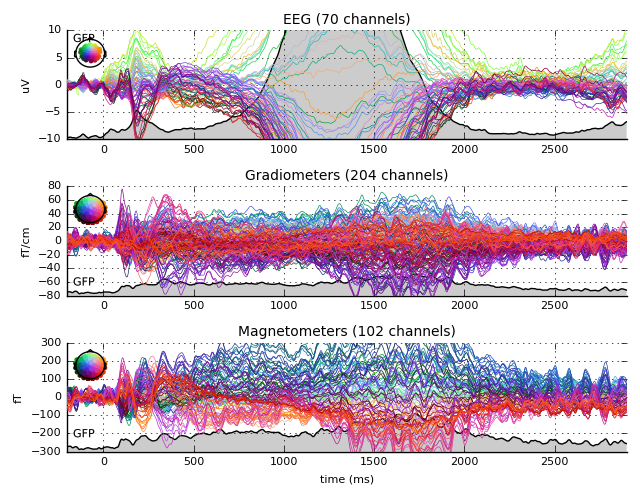 EEG (70 channels)
GFP
uV
10
5
0
−5
−10
0 500 1000 1500 2000 2500
Gradiometers (204 channels)
fT/cm
80
60
40
20
0
−20
−40
−60
−80
GFP
0 500 1000 1500 2000 2500
Magnetometers (102 channels)
fT
300
200
100
0
−100
−200
−300
GFP
0 500 1000 1500 2000 2500
time (ms)